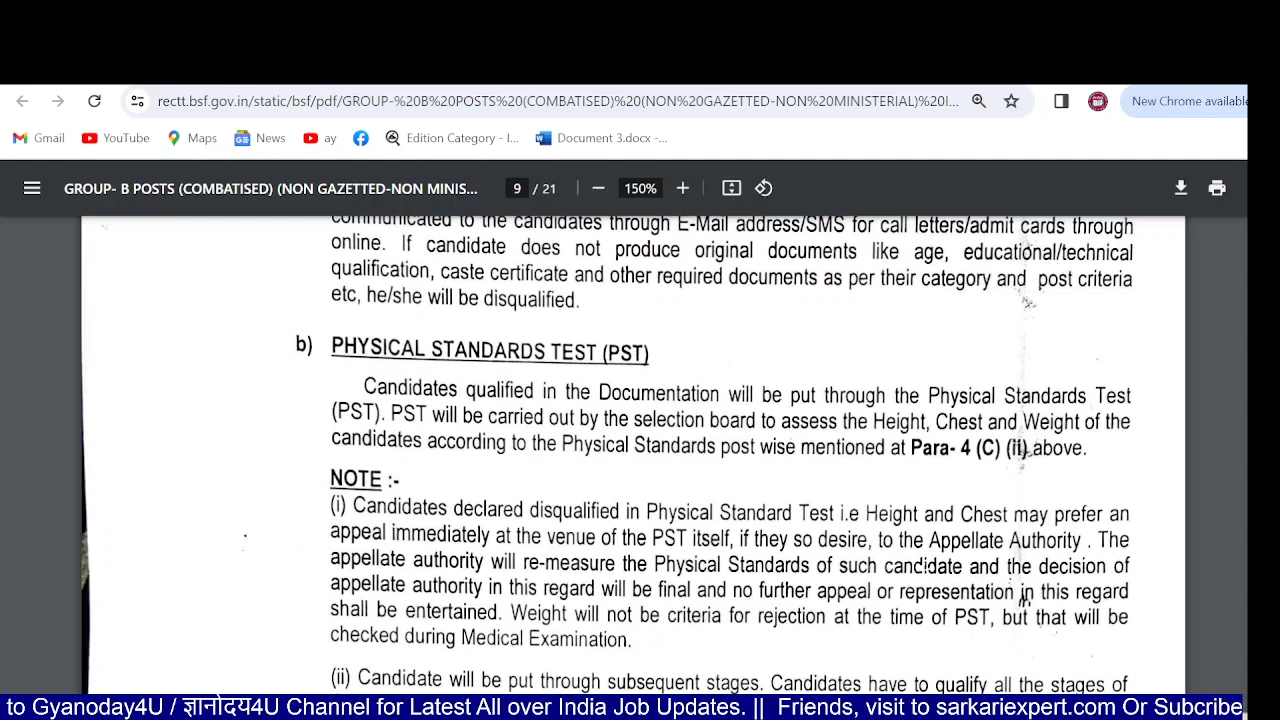 rectt.bsf.gov.in/static/bsf/pdf/GROUP-%20B%20POSTS%20(COMBATISED)%20(NON%20GAZETTED-NON%20MINISTERIAL)%20I...
New Chrome available
Gmail YouTube Maps News ay Edition Category - I... Document 3.docx -...
GROUP- B POSTS (COMBATISED) (NON GAZETTED-NON MINIS... 9 / 21 150%
communicated to the candidates through E-Mail address/SMS for call letters/admit cards through
online. If candidate does not produce original documents like age, educational/technical
qualification, caste certificate and other required documents as per their category and post criteria
etc, he/she will be disqualified.
b) PHYSICAL STANDARDS TEST (PST)
Candidates qualified in the Documentation will be put through the Physical Standards Test
(PST). PST will be carried out by the selection board to assess the Height, Chest and Weight of the
candidates according to the Physical Standards post wise mentioned at Para- 4 (C) (ii) above.
NOTE :-
(i) Candidates declared disqualified in Physical Standard Test i.e Height and Chest may prefer an
appeal immediately at the venue of the PST itself, if they so desire, to the Appellate Authority . The
appellate authority will re-measure the Physical Standards of such candidate and the decision of
appellate authority in this regard will be final and no further appeal or representation in this regard
shall be entertained. Weight will not be criteria for rejection at the time of PST, but that will be
checked during Medical Examination.
(ii) Candidate will be put through subsequent stages. Candidates have to qualify all the stages of
to Gyanoday4U / ज्ञानोदय4U Channel for Latest All over India Job Updates. || Friends, visit to sarkariexpert.com Or Subcribe